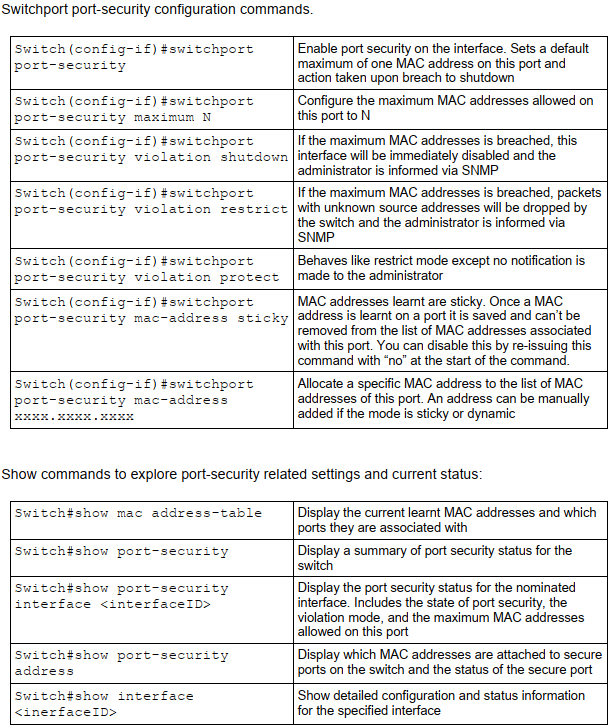 Switchport port-security configuration commands.
Switch(config-if)#switchport
port-security
Enable port security on the interface. Sets a default
maximum of one MAC address on this port and
action taken upon breach to shutdown
Switch(config-if)#switchport
port-security maximum N
Configure the maximum MAC addresses allowed on
this port to N
Switch(config-if)#switchport
port-security violation shutdown
If the maximum MAC addresses is breached, this
interface will be immediately disabled and the
administrator is informed via SNMP
Switch(config-if)#switchport
port-security violation restrict
If the maximum MAC addresses is breached, packets
with unknown source addresses will be dropped by
the switch and the administrator is informed via
SNMP
Switch(config-if)#switchport
port-security violation protect
Behaves like restrict mode except no notification is
made to the administrator
Switch(config-if)#switchport
port-security mac-address sticky
MAC addresses learnt are sticky. Once a MAC
address is learnt on a port it is saved and can't be
removed from the list of MAC addresses associated
with this port. You can disable this by re-issuing this
command with “no” at the start of the command.
Switch(config-if)#switchport
port-security mac-address
xxxx.xxxx.xxxx
Allocate a specific MAC address to the list of MAC
addresses of this port. An address can be manually
added if the mode is sticky or dynamic
Show commands to explore port-security related settings and current status:
Switch#show mac address-table
Display the current learnt MAC addresses and which
ports they are associated with
Switch#show port-security
Display a summary of port security status for the
switch
Switch#show port-security
interface <interfaceID>
Display the port security status for the nominated
interface. Includes the state of port security, the
violation mode, and the maximum MAC addresses
allowed on this port
Switch#show port-security
address
Display which MAC addresses are attached to secure
ports on the switch and the status of the secure port
Switch#show interface
<inerfaceID>
Show detailed configuration and status information
for the specified interface